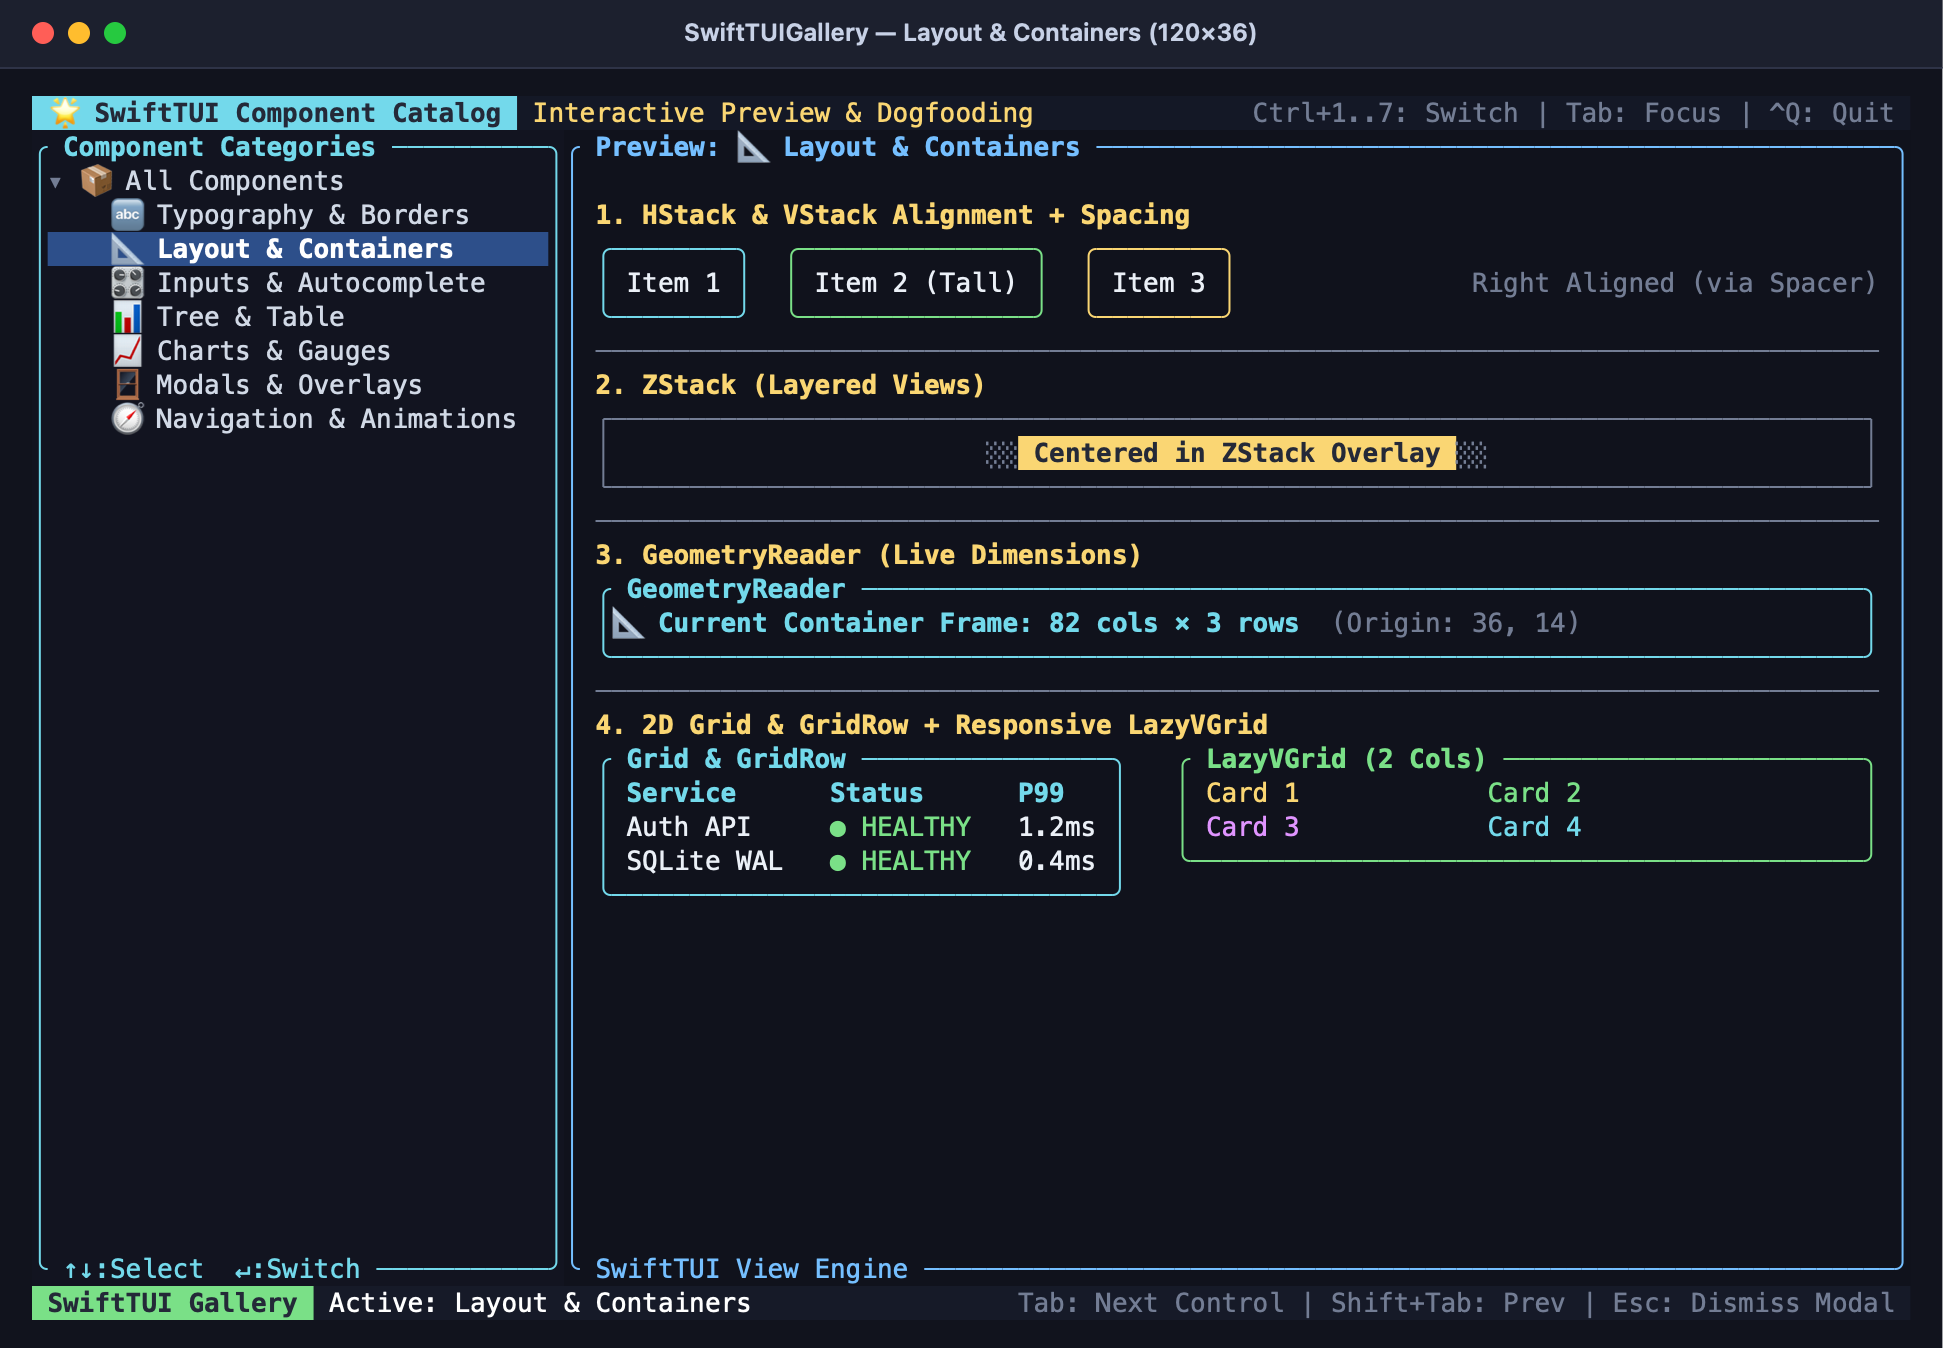 SwiftTUIGallery — Layout & Containers (120×36)
🌟 SwiftTUI Component Catalog Interactive Preview & Dogfooding Ctrl+1..7: Switch | Tab: Focus | ^Q: Quit
Component Categories
▾ 📦 All Components
🔤 Typography & Borders
📐 Layout & Containers
🎛️ Inputs & Autocomplete
📊 Tree & Table
📈 Charts & Gauges
🪟 Modals & Overlays
🧭 Navigation & Animations
↑↓:Select ↵:Switch
Preview: 📐 Layout & Containers
1. HStack & VStack Alignment + Spacing
Item 1 Item 2 (Tall) Item 3 Right Aligned (via Spacer)
2. ZStack (Layered Views)
░░ Centered in ZStack Overlay ░░
3. GeometryReader (Live Dimensions)
GeometryReader
📐 Current Container Frame: 82 cols × 3 rows (Origin: 36, 14)
4. 2D Grid & GridRow + Responsive LazyVGrid
Grid & GridRow
Service Status P99
Auth API ● HEALTHY 1.2ms
SQLite WAL ● HEALTHY 0.4ms
LazyVGrid (2 Cols)
Card 1 Card 2
Card 3 Card 4
SwiftTUI View Engine
SwiftTUI Gallery Active: Layout & Containers Tab: Next Control | Shift+Tab: Prev | Esc: Dismiss Modal